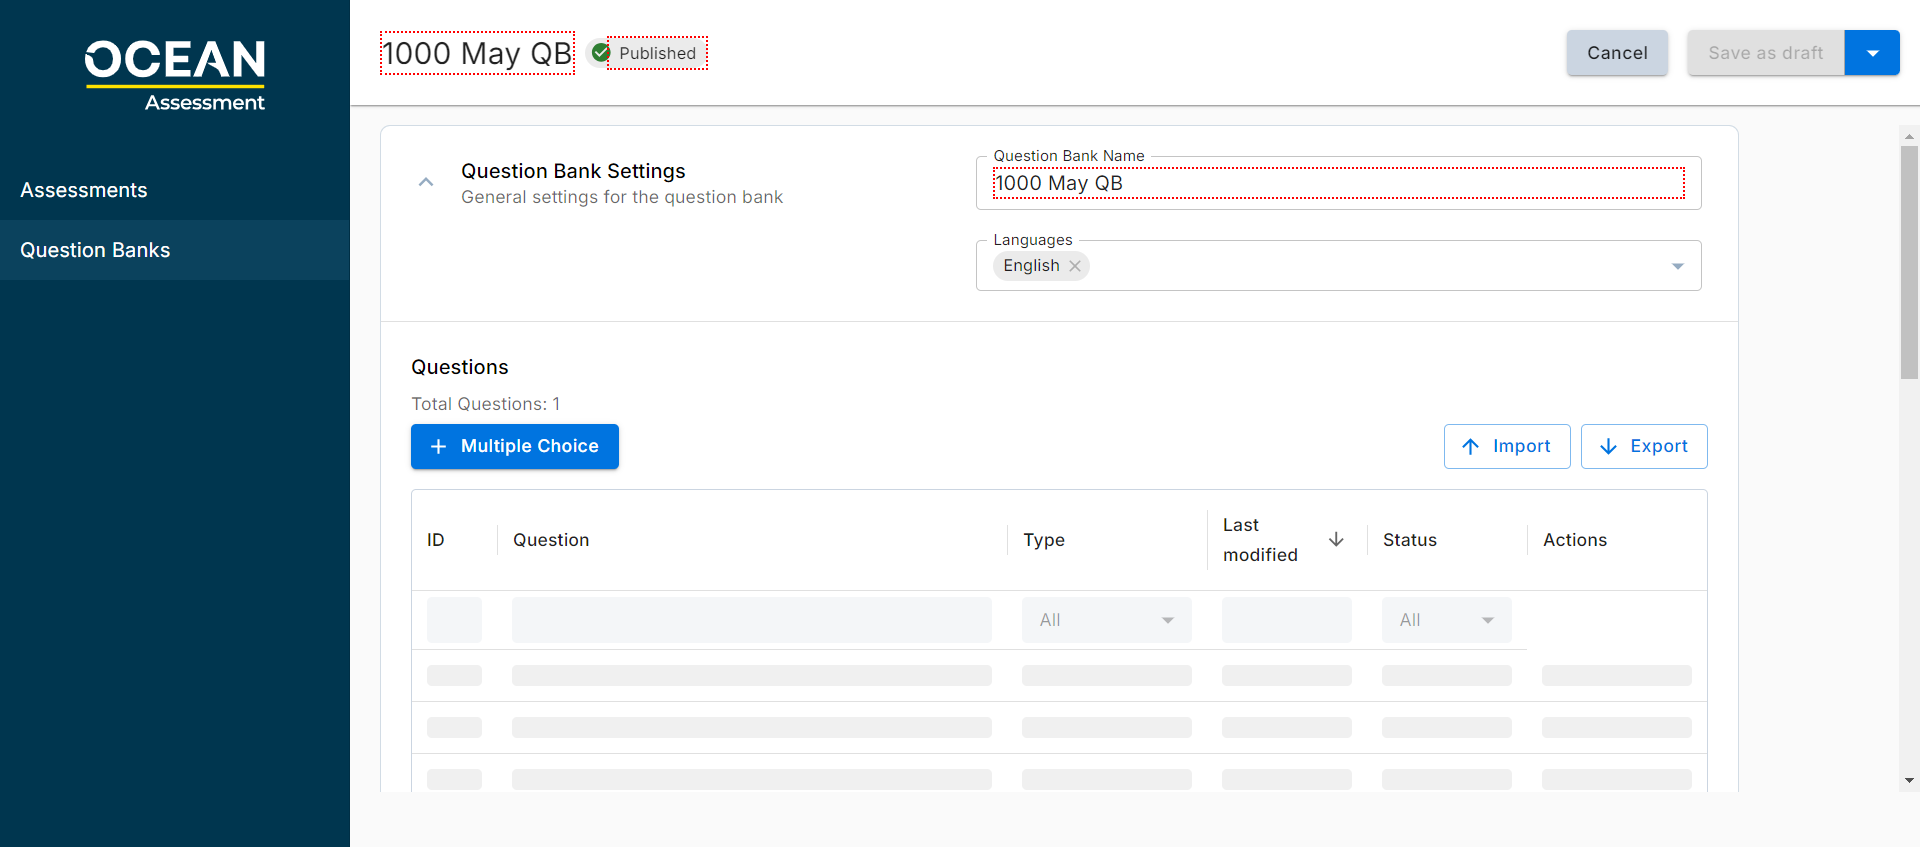 OCEAN
Assessment
Assessments
Question Banks
1000 May QB
Published
Cancel
Save as draft
Question Bank Settings
General settings for the question bank
Question Bank Name
1000 May QB
Languages
English
Questions
Total Questions: 1
Multiple Choice
Import
Export
ID
Question
Type
Last
modified
Status
Actions
All
All